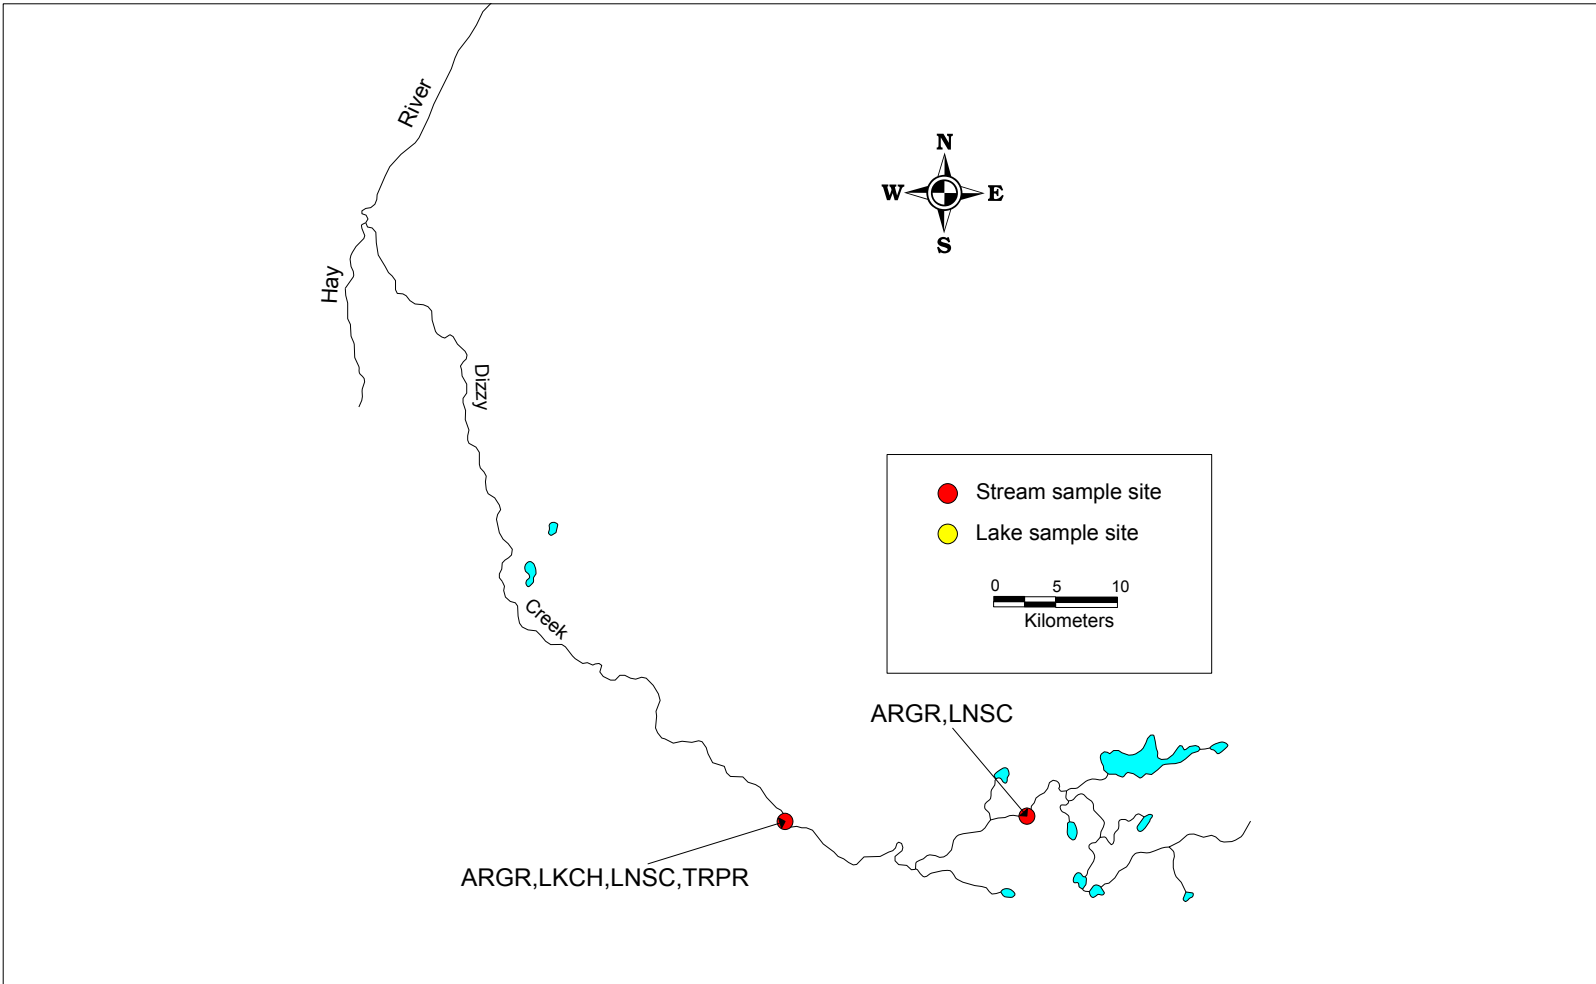 River
N
W
E
S
Hay
Dizzy
Stream sample site
Lake sample site
0 5 10
Kilometers
Creek
ARGR,LNSC
ARGR,LKCH,LNSC,TRPR